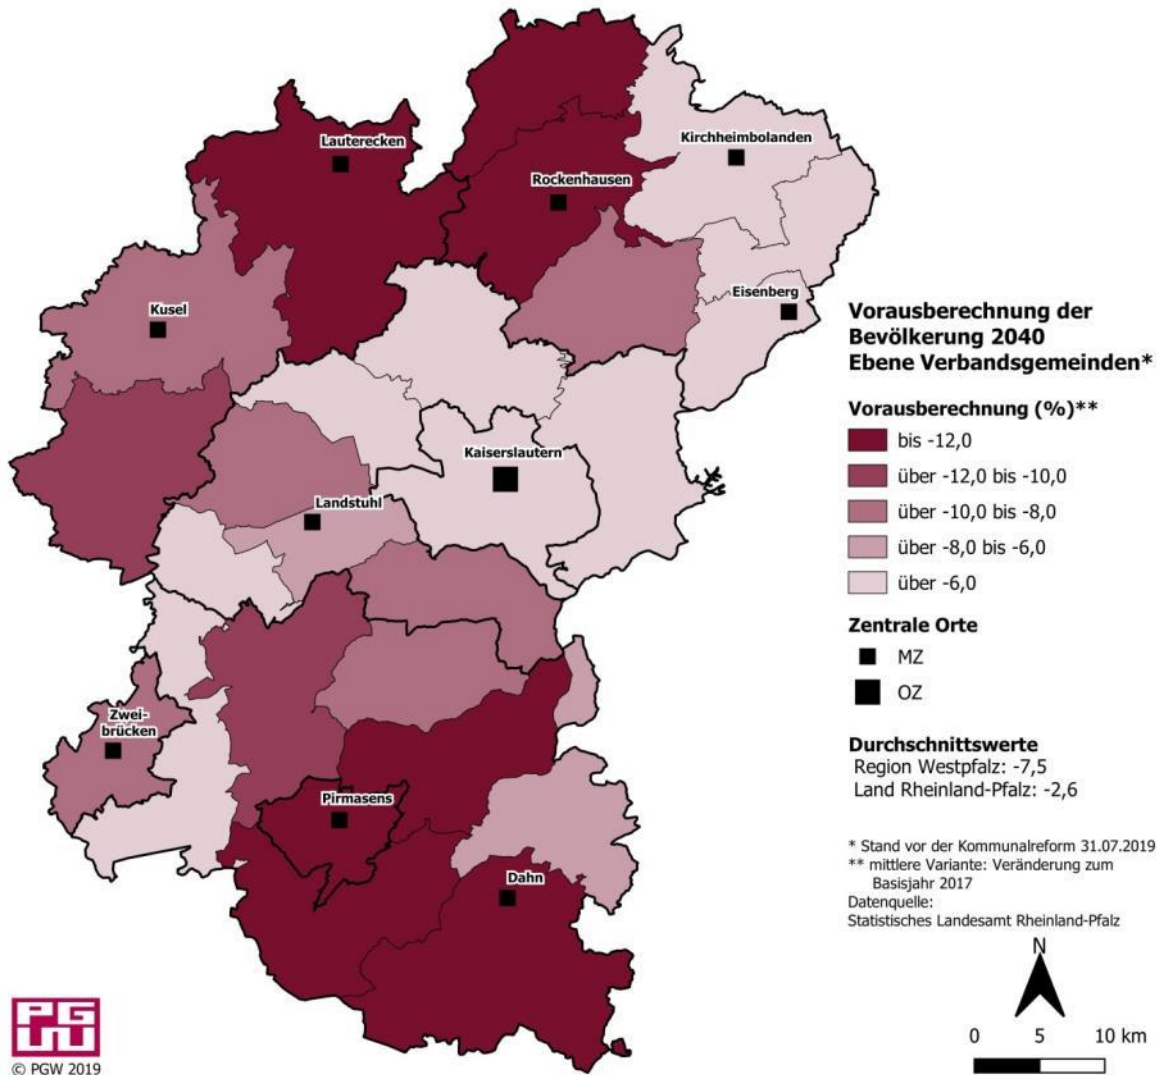 Lauterecken
Kirchheimbolanden
Rockenhausen
Kusel
Eisenberg
Kaiserslautern
Landstuhl
Zwei-
brücken
Pirmasens
Dahn
Vorausberechnung der
Bevölkerung 2040
Ebene Verbandsgemeinden*
Vorausberechnung (%)**
bis -12,0
über -12,0 bis -10,0
über -10,0 bis -8,0
über -8,0 bis -6,0
über -6,0
Zentrale Orte
MZ
OZ
Durchschnittswerte
Region Westpfalz: -7,5
Land Rheinland-Pfalz: -2,6
* Stand vor der Kommunalreform 31.07.2019
** mittlere Variante: Veränderung zum
Basisjahr 2017
Datenquelle:
Statistisches Landesamt Rheinland-Pfalz
N
0 5 10 km
PGW
© PGW 2019